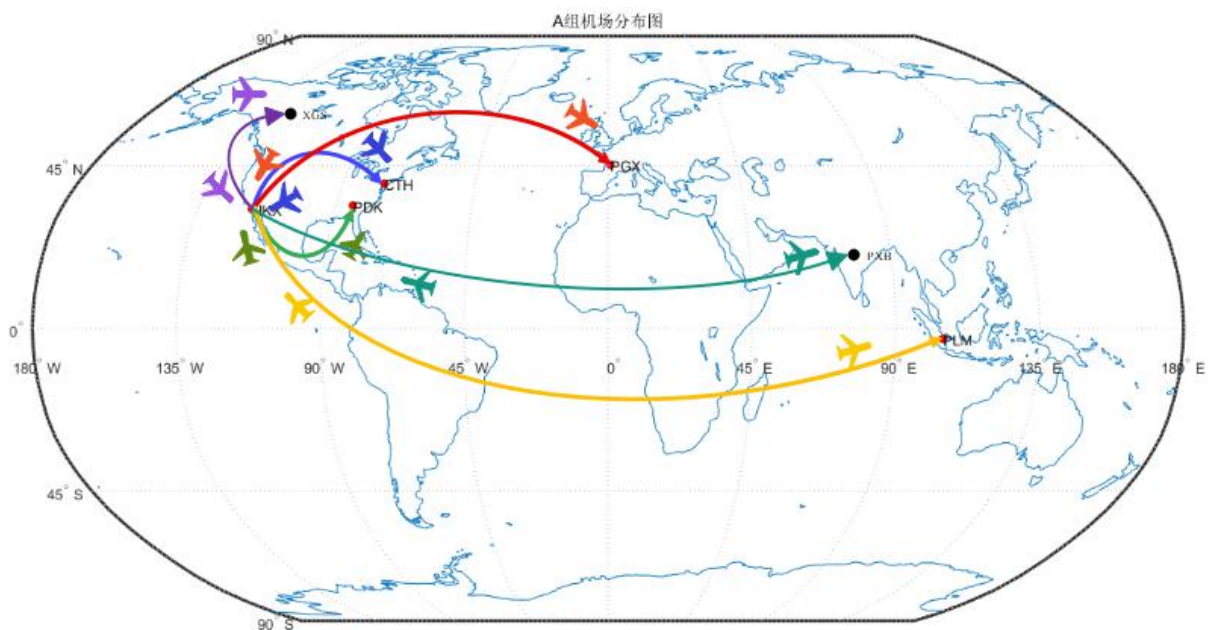 A组机场分布图
90° N
XGS
45° N
PGX
CTH
PDK
PXB
0°
PLM
180° W
135° W
90° W
45° W
0°
45° E
90° E
135° E
180° E
45° S
90° S